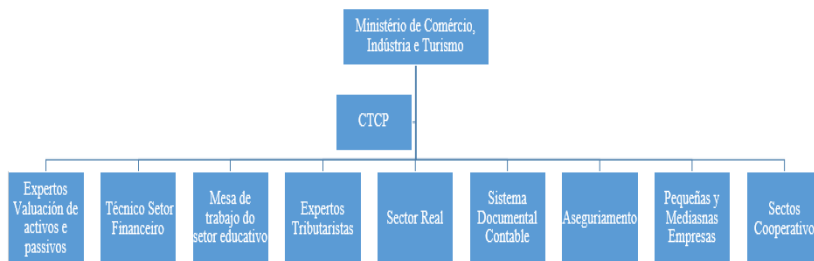 Ministério de Comércio,
Indústria e Turismo
CTCP
Expertos
Valuación de
activos e
passivos
Técnico Setor
Financeiro
Mesa de
trabajo do
setor educativo
Expertos
Tributaristas
Sector Real
Sistema
Documental
Contable
Aseguriamento
Pequeñas y
Mediasnas
Empresas
Sectos
Cooperativo